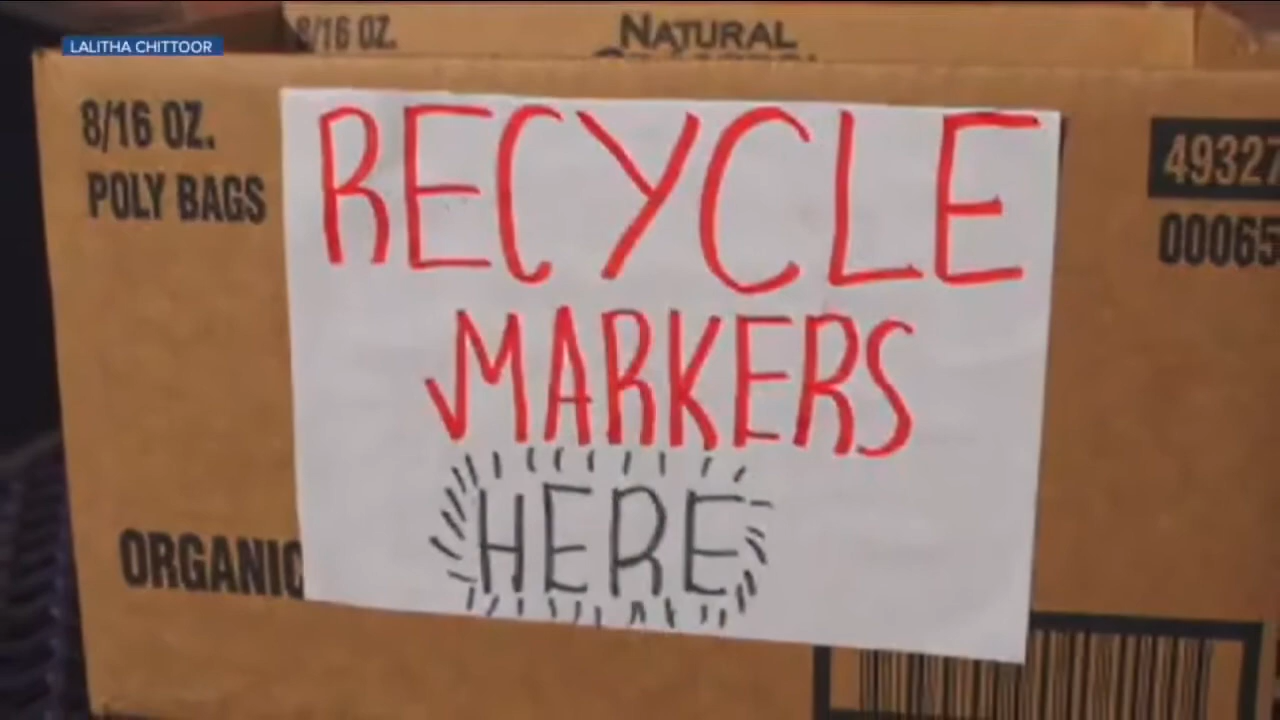 LALITHA CHITTOOR
8/16 OZ.
NATURAL
8/16 OZ.
POLY BAGS
49327
00065
RECYCLE
MARKERS
HERE
ORGANIC